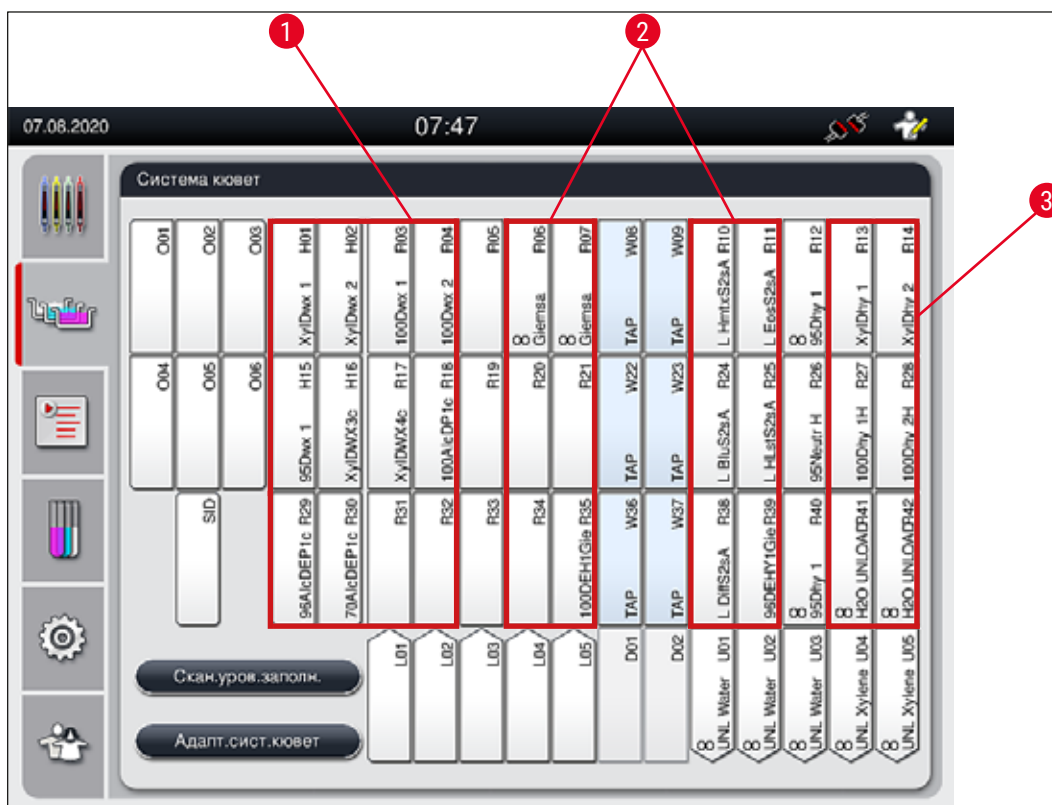 1
2
3
07.08.2020
07:47
Система кювет
O01
O02
O03
XylDwx 1 H01
XylDwx 2 H02
100Dwx 1 R03
100Dwx 2 R04
R05
∞ Giemsa R06
∞ Giemsa R07
TAP W08
TAP W09
L HmtxS2sA R10
L EosS2sA R11
∞ 95Dhy 1 R12
XylDhy 1 R13
XylDhy 2 R14
O04
O05
O06
95Dwx 1 H15
XylDWX3c H16
XylDWX4c R17
100AlcDP1c R18
R19
R20
R21
TAP W22
TAP W23
L BluS2sA R24
L HLstS2sA R25
95Neutr H R26
100Dhy 1H R27
100Dhy 2H R28
SID
96AlcDEP1c R29
70AlcDEP1c R30
R31
R32
R33
R34
100DEH1Gie R35
TAP W36
TAP W37
L DiffS2sA R38
96DEHY1Gie R39
∞ 95Dhy 1 R40
∞ H2O UNLOADR41
∞ H2O UNLOADR42
L01
L02
L03
L04
L05
D01
D02
∞ UNL Water U01
∞ UNL Water U02
∞ UNL Water U03
∞ UNL Xylene U04
∞ UNL Xylene U05
Скан.уров.заполн.
Адапт.сист.кювет